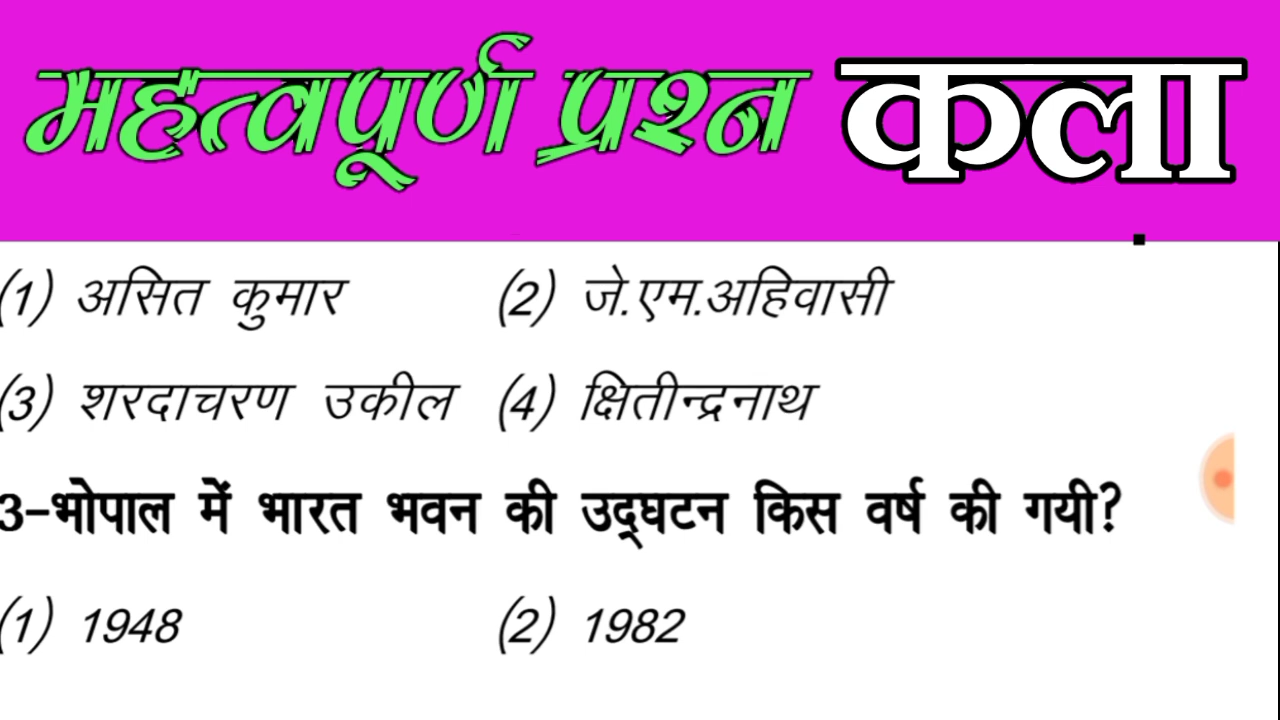 महत्वपूर्ण प्रश्न कला
(1) असित कुमार (2) जे.एम.अहिवासी
(3) शरदाचरण उकील (4) क्षितीन्द्रनाथ
3-भोपाल में भारत भवन की उद्घटन किस वर्ष की गयी?
(1) 1948 (2) 1982